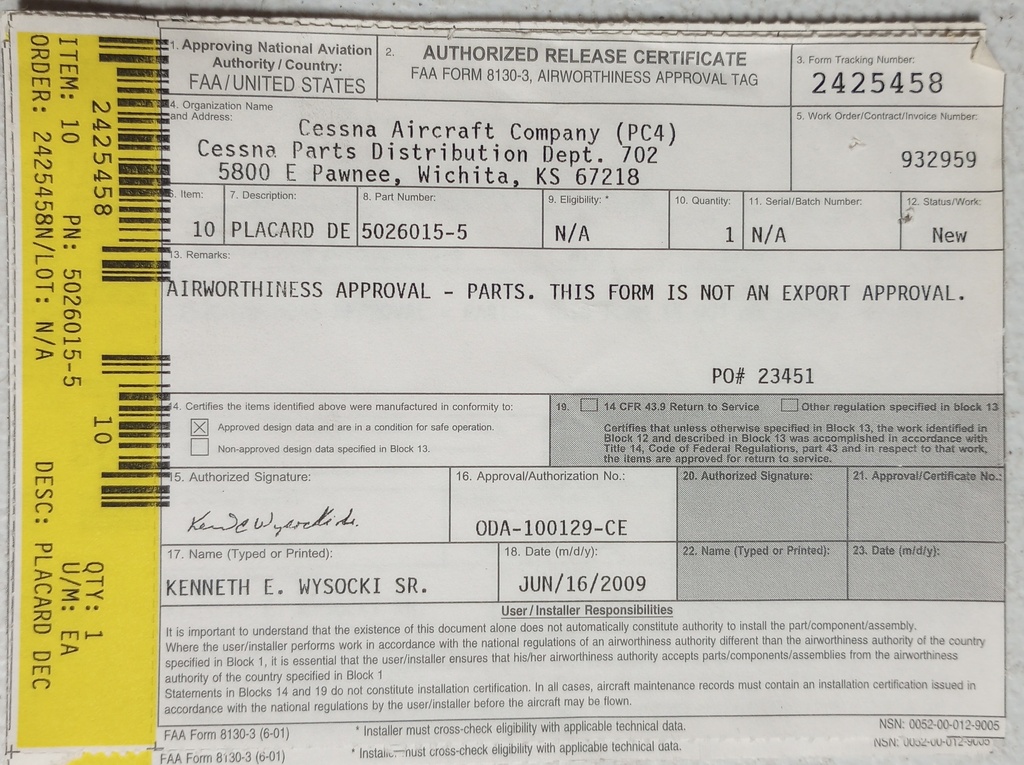 ITEM: 10 PN: 5026015-5 DESC: PLACARD DEC
ORDER: 2425458N/LOT: N/A
2425458 10 QTY: 1
U/M: EA
1. Approving National Aviation Authority / Country:
FAA/UNITED STATES
2. AUTHORIZED RELEASE CERTIFICATE
FAA FORM 8130-3, AIRWORTHINESS APPROVAL TAG
3. Form Tracking Number:
2425458
4. Organization Name and Address:
Cessna Aircraft Company (PC4)
Cessna Parts Distribution Dept. 702
5800 E Pawnee, Wichita, KS 67218
5. Work Order/Contract/Invoice Number:
932959
6. Item:
10
7. Description:
PLACARD DE
8. Part Number:
5026015-5
9. Eligibility: *
N/A
10. Quantity:
1
11. Serial/Batch Number:
N/A
12. Status/Work:
New
13. Remarks:
AIRWORTHINESS APPROVAL - PARTS. THIS FORM IS NOT AN EXPORT APPROVAL.
PO# 23451
14. Certifies the items identified above were manufactured in conformity to:
Approved design data and are in a condition for safe operation.
Non-approved design data specified in Block 13.
19. 14 CFR 43.9 Return to Service Other regulation specified in block 13
Certifies that unless otherwise specified in Block 13, the work identified in
Block 12 and described in Block 13 was accomplished in accordance with
Title 14, Code of Federal Regulations, part 43 and in respect to that work,
the items are approved for return to service.
15. Authorized Signature:
16. Approval/Authorization No.:
ODA-100129-CE
20. Authorized Signature:
21. Approval/Certificate No.:
17. Name (Typed or Printed):
KENNETH E. WYSOCKI SR.
18. Date (m/d/y):
JUN/16/2009
22. Name (Typed or Printed):
23. Date (m/d/y):
User/Installer Responsibilities
It is important to understand that the existence of this document alone does not automatically constitute authority to install the part/component/assembly.
Where the user/installer performs work in accordance with the national regulations of an airworthiness authority different than the airworthiness authority of the country
specified in Block 1, it is essential that the user/installer ensures that his/her airworthiness authority accepts parts/components/assemblies from the airworthiness
authority of the country specified in Block 1
Statements in Blocks 14 and 19 do not constitute installation certification. In all cases, aircraft maintenance records must contain an installation certification issued in
accordance with the national regulations by the user/installer before the aircraft may be flown.
FAA Form 8130-3 (6-01) * Installer must cross-check eligibility with applicable technical data. NSN: 0052-00-012-9005
FAA Form 8130-3 (6-01) * must cross-check eligibility with applicable technical data. NSN: 0052-00-012-9005